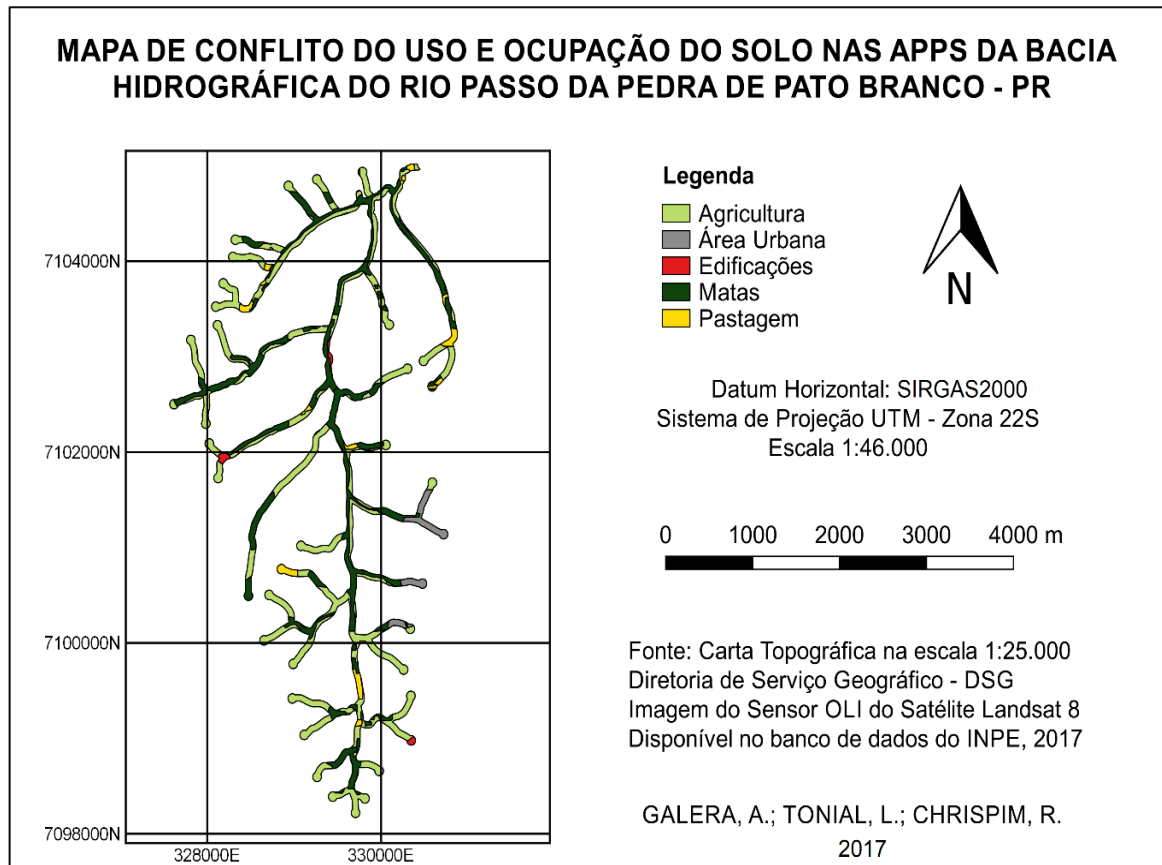 MAPA DE CONFLITO DO USO E OCUPAÇÃO DO SOLO NAS APPS DA BACIA
HIDROGRÁFICA DO RIO PASSO DA PEDRA DE PATO BRANCO - PR
7104000N
7102000N
7100000N
7098000N
328000E
330000E
Legenda
Agricultura
Área Urbana
Edificações
Matas
Pastagem
N
Datum Horizontal: SIRGAS2000
Sistema de Projeção UTM - Zona 22S
Escala 1:46.000
0 1000 2000 3000 4000 m
Fonte: Carta Topográfica na escala 1:25.000
Diretoria de Serviço Geográfico - DSG
Imagem do Sensor OLI do Satélite Landsat 8
Disponível no banco de dados do INPE, 2017
GALERA, A.; TONIAL, L.; CHRISPIM, R.
2017